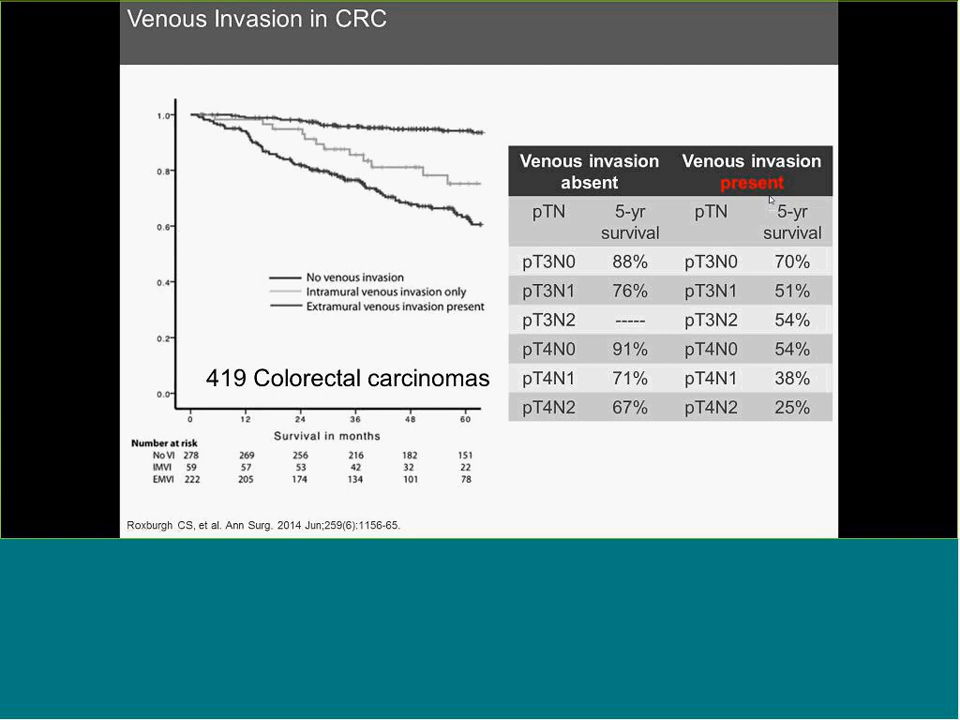 Venous Invasion in CRC
1.0
0.8
0.6
0.4
0.2
0.0
No venous invasion
Intramural venous invasion only
Extramural venous invasion present
419 Colorectal carcinomas
0 12 24 36 48 60
Survival in months
Number at risk
No VI 278 269 256 216 182 151
IMVI 59 57 53 42 32 22
EMVI 222 205 174 134 101 78
Venous invasion absent Venous invasion present
pTN 5-yr survival pTN 5-yr survival
pT3N0 88% pT3N0 70%
pT3N1 76% pT3N1 51%
pT3N2 ----- pT3N2 54%
pT4N0 91% pT4N0 54%
pT4N1 71% pT4N1 38%
pT4N2 67% pT4N2 25%
Roxburgh CS, et al. Ann Surg. 2014 Jun;259(6):1156-65.